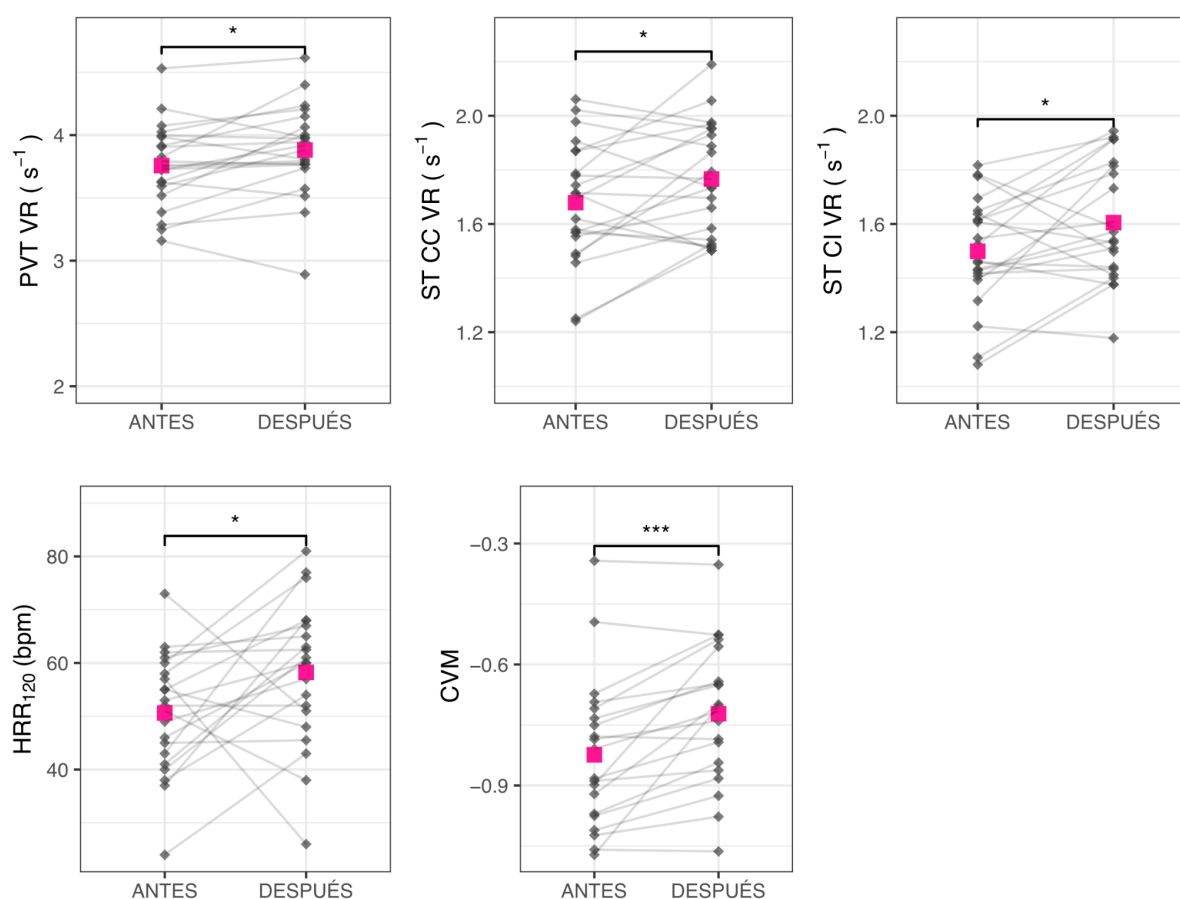 *
PVT VR ( s⁻¹ )
4
3
2
ANTES DESPUÉS
*
ST CC VR ( s⁻¹ )
2.0
1.6
1.2
ANTES DESPUÉS
*
ST CI VR ( s⁻¹ )
2.0
1.6
1.2
ANTES DESPUÉS
*
HRR₁₂₀ (bpm)
80
60
40
ANTES DESPUÉS
***
CVM
−0.3
−0.6
−0.9
ANTES DESPUÉS